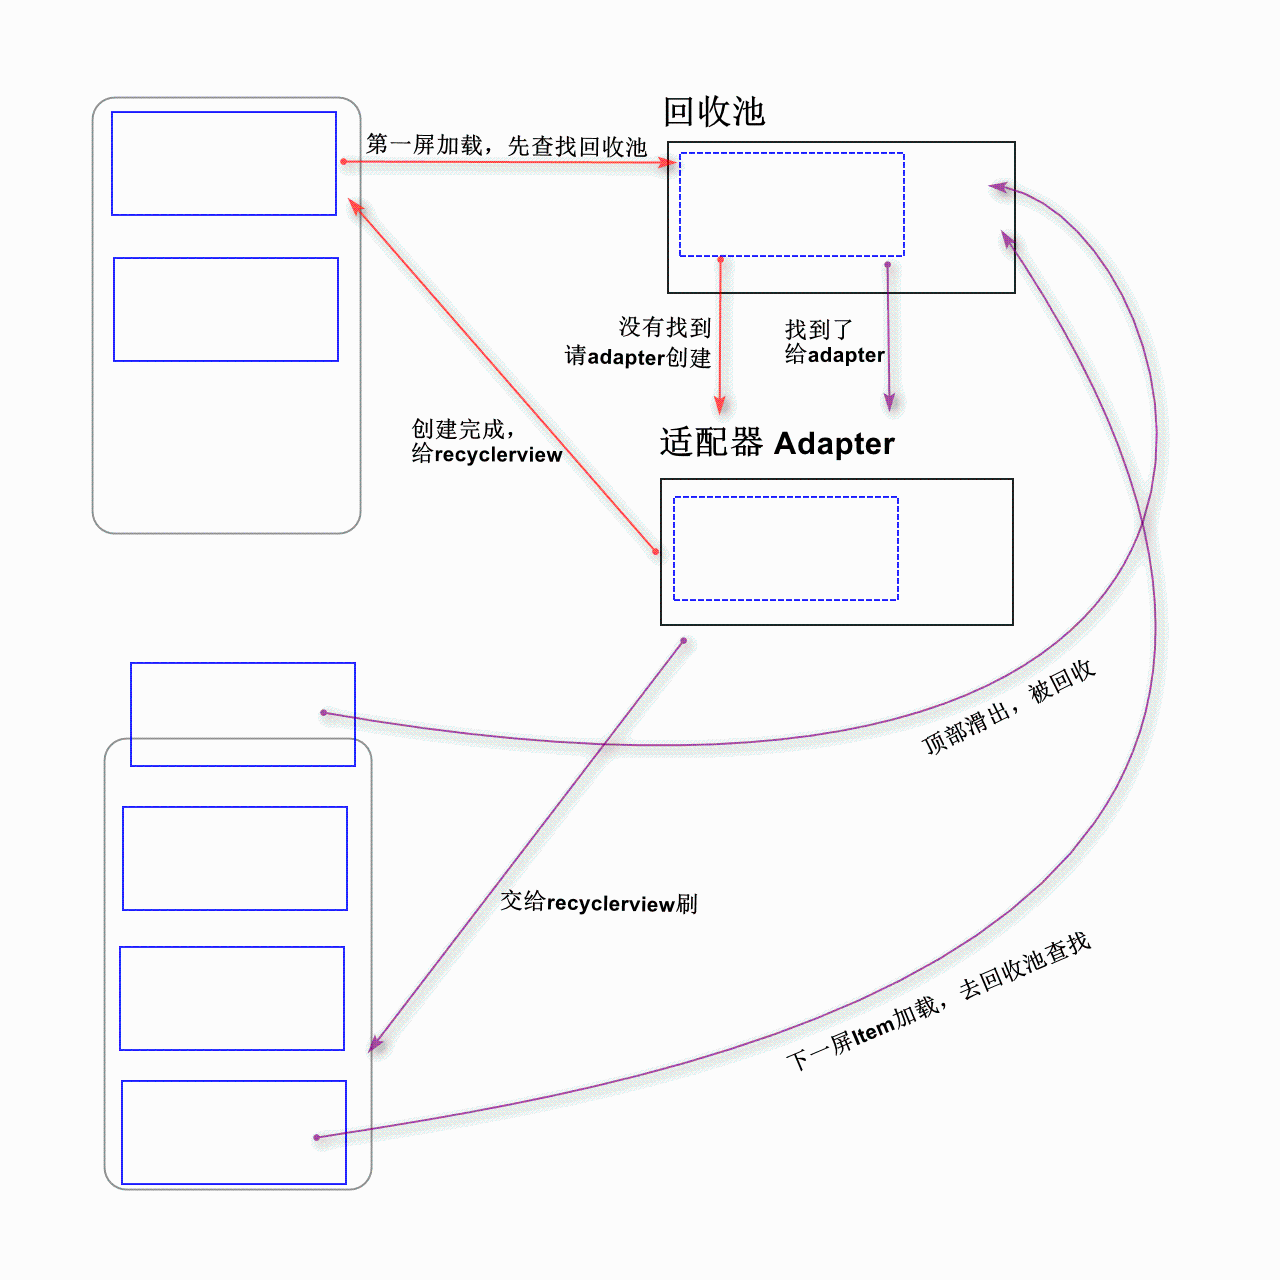 回收池
第一屏加载，先查找回收池
没有找到
请adapter创建
找到了
给adapter
创建完成，
给recyclerview
适配器 Adapter
顶部滑出，被回收
交给recyclerview刷
下一屏Item加载，去回收池查找